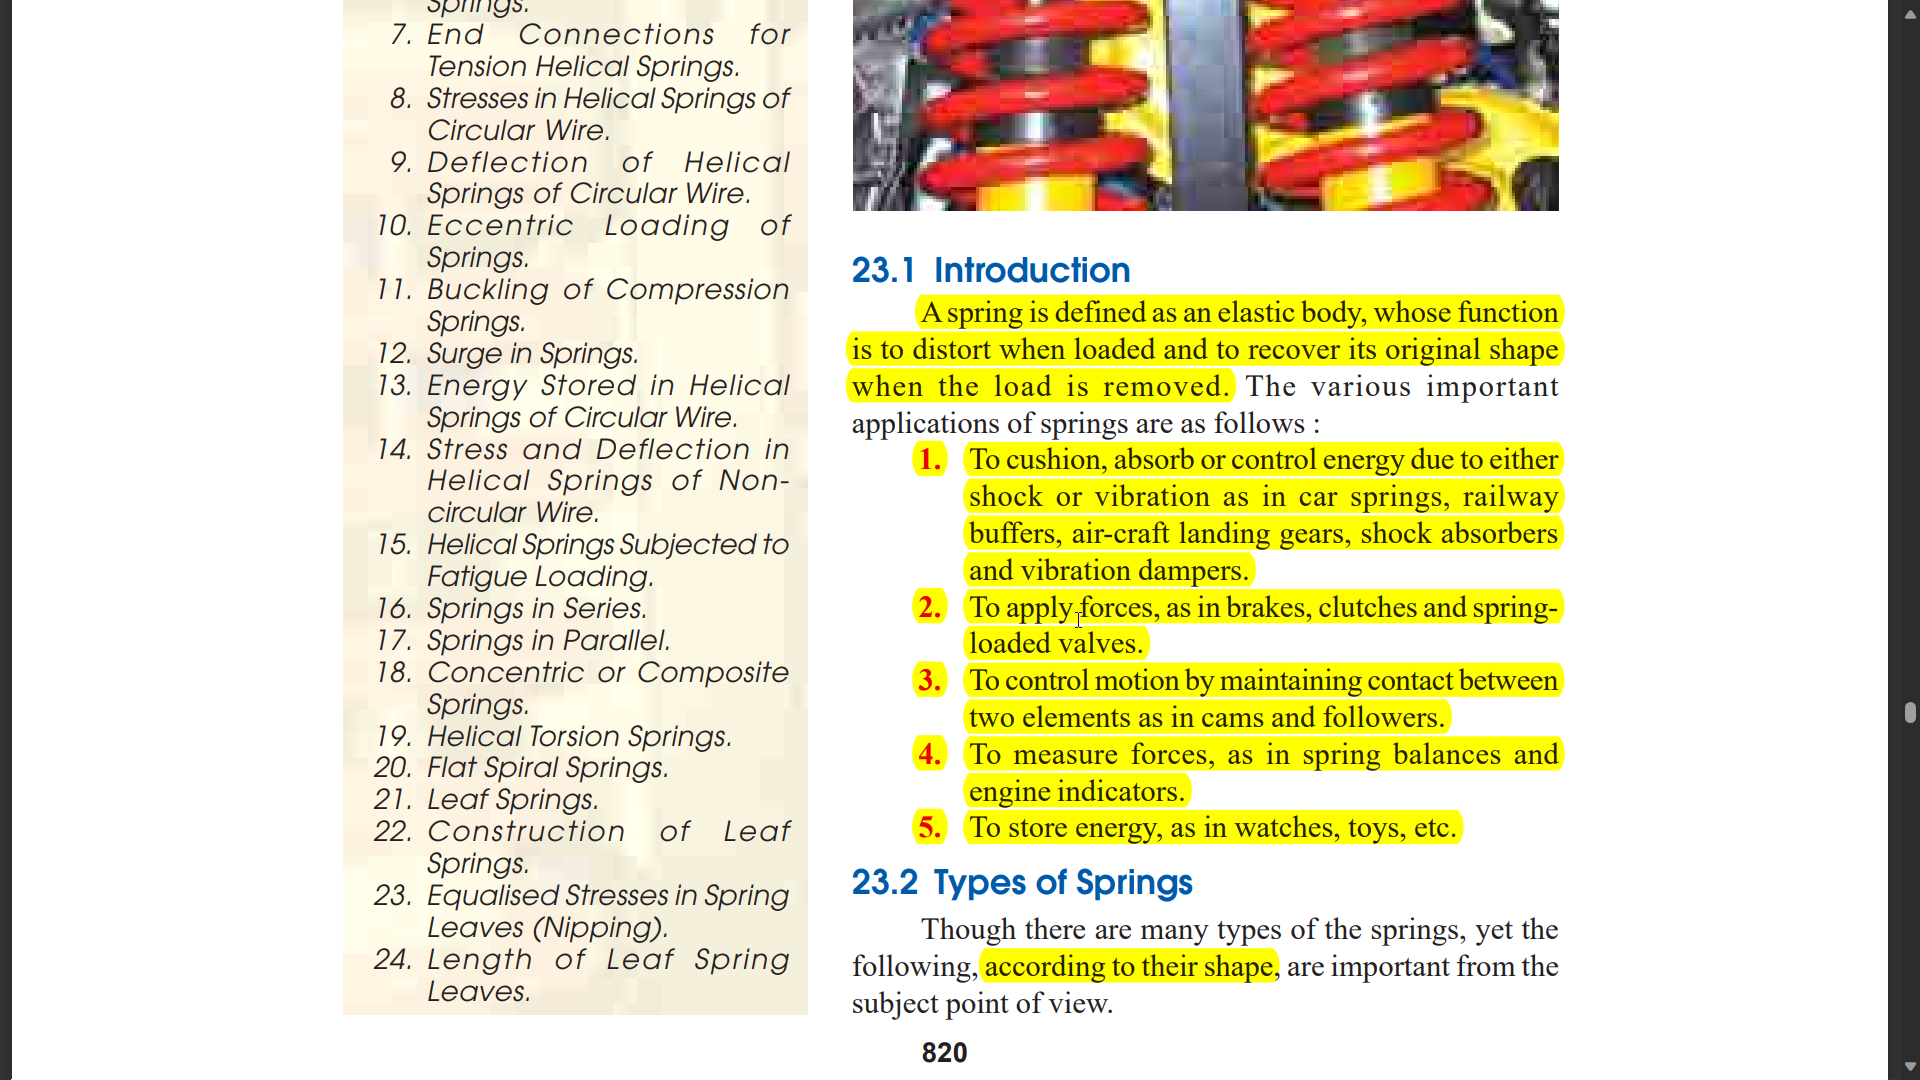 Springs.
7. End Connections for
Tension Helical Springs.
8. Stresses in Helical Springs of
Circular Wire.
9. Deflection of Helical
Springs of Circular Wire.
10. Eccentric Loading of
Springs.
11. Buckling of Compression
Springs.
12. Surge in Springs.
13. Energy Stored in Helical
Springs of Circular Wire.
14. Stress and Deflection in
Helical Springs of Non-
circular Wire.
15. Helical Springs Subjected to
Fatigue Loading.
16. Springs in Series.
17. Springs in Parallel.
18. Concentric or Composite
Springs.
19. Helical Torsion Springs.
20. Flat Spiral Springs.
21. Leaf Springs.
22. Construction of Leaf
Springs.
23. Equalised Stresses in Spring
Leaves (Nipping).
24. Length of Leaf Spring
Leaves.
23.1 Introduction
A spring is defined as an elastic body, whose function
is to distort when loaded and to recover its original shape
when the load is removed. The various important
applications of springs are as follows :
1. To cushion, absorb or control energy due to either
shock or vibration as in car springs, railway
buffers, air-craft landing gears, shock absorbers
and vibration dampers.
2. To apply forces, as in brakes, clutches and spring-
loaded valves.
3. To control motion by maintaining contact between
two elements as in cams and followers.
4. To measure forces, as in spring balances and
engine indicators.
5. To store energy, as in watches, toys, etc.
23.2 Types of Springs
Though there are many types of the springs, yet the
following, according to their shape, are important from the
subject point of view.
820